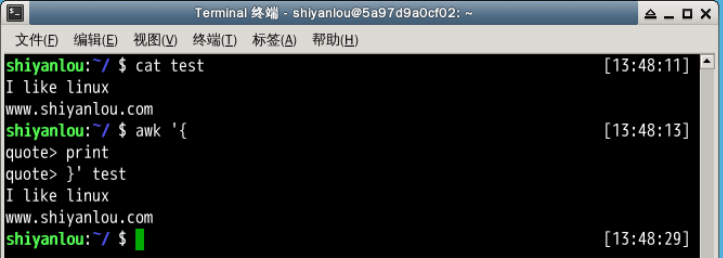 Terminal 终端 - shiyanlou@5a97d9a0cf02: ~
文件(F) 编辑(E) 视图(V) 终端(T) 标签(A) 帮助(H)
shiyanlou:~/ $ cat test [13:48:11]
I like linux
www.shiyanlou.com
shiyanlou:~/ $ awk '{ [13:48:13]
quote> print
quote> }' test
I like linux
www.shiyanlou.com
shiyanlou:~/ $ [13:48:29]